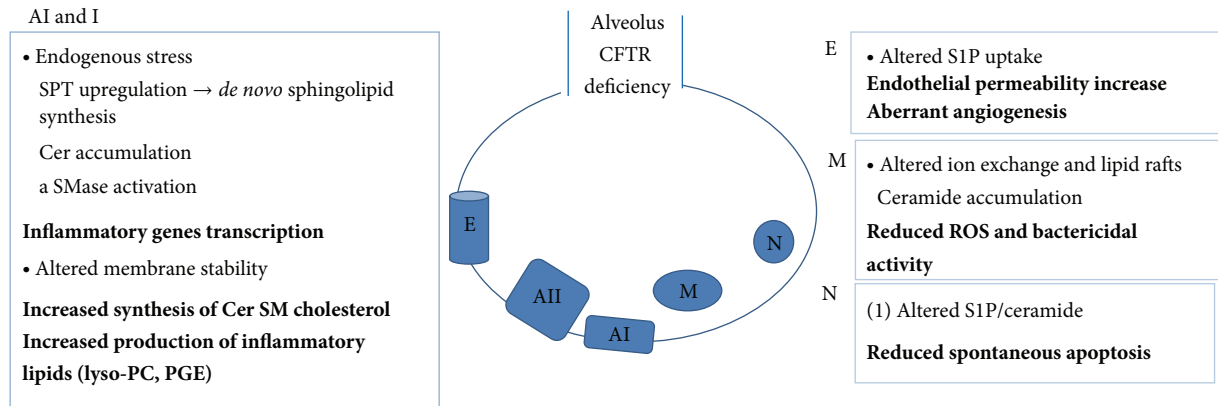 AI and I
• Endogenous stress
SPT upregulation → de novo sphingolipid
synthesis
Cer accumulation
a SMase activation
Inflammatory genes transcription
• Altered membrane stability
Increased synthesis of Cer SM cholesterol
Increased production of inflammatory
lipids (lyso-PC, PGE)
Alveolus
CFTR
deficiency
E
AII
AI
M
N
E
• Altered S1P uptake
Endothelial permeability increase
Aberrant angiogenesis
M
• Altered ion exchange and lipid rafts
Ceramide accumulation
Reduced ROS and bactericidal
activity
N
(1) Altered S1P/ceramide
Reduced spontaneous apoptosis